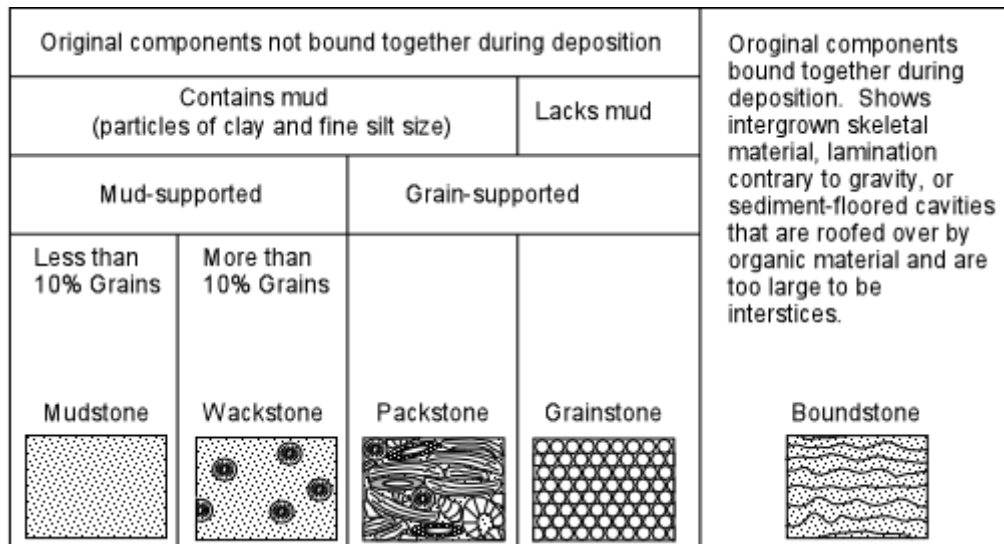 Original components not bound together during deposition
Contains mud
(particles of clay and fine silt size)
Lacks mud
Mud-supported
Grain-supported
Less than
10% Grains
More than
10% Grains
Mudstone
Wackstone
Packstone
Grainstone
Oroginal components
bound together during
deposition. Shows
intergrown skeletal
material, lamination
contrary to gravity, or
sediment-floored cavities
that are roofed over by
organic material and are
too large to be
interstices.
Boundstone